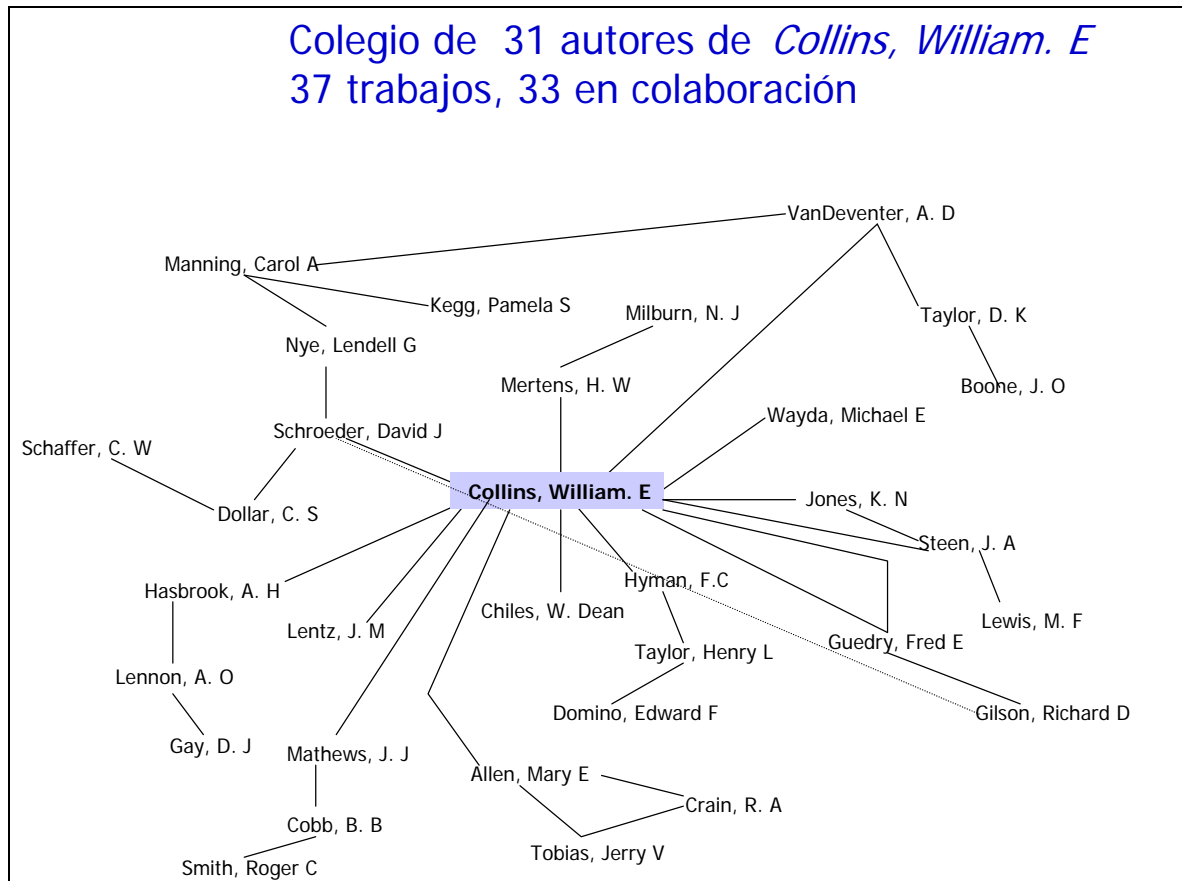 Colegio de 31 autores de Collins, William. E
37 trabajos, 33 en colaboración
VanDeventer, A. D
Manning, Carol A
Kegg, Pamela S
Milburn, N. J
Taylor, D. K
Nye, Lendell G
Mertens, H. W
Boone, J. O
Wayda, Michael E
Schroeder, David J
Schaffer, C. W
Collins, William. E
Jones, K. N
Dollar, C. S
Steen, J. A
Hyman, F.C
Hasbrook, A. H
Chiles, W. Dean
Lewis, M. F
Lentz, J. M
Guedry, Fred E
Taylor, Henry L
Lennon, A. O
Domino, Edward F
Gilson, Richard D
Gay, D. J
Mathews, J. J
Allen, Mary E
Crain, R. A
Cobb, B. B
Tobias, Jerry V
Smith, Roger C